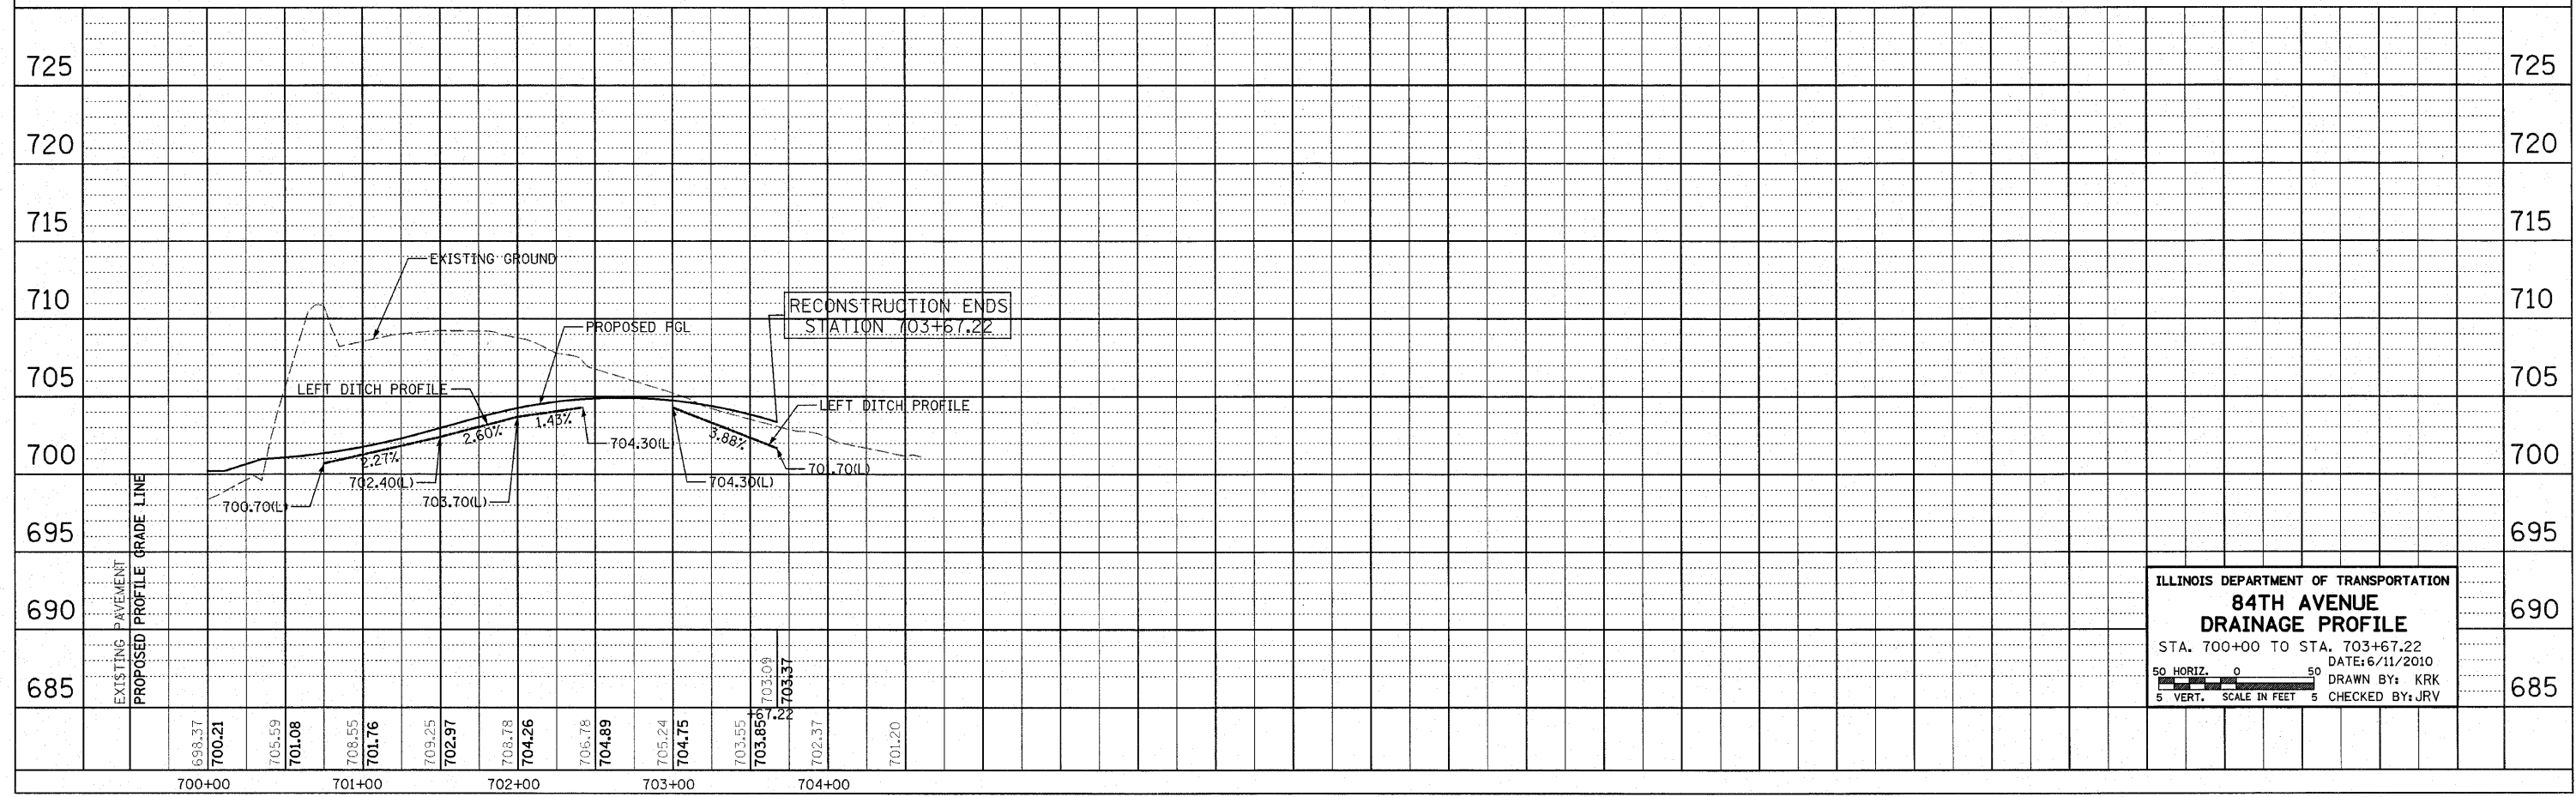 725 725
720 720
715 715
EXISTING GROUND
710 RECONSTRUCTION ENDS 710
STATION 703+67.22
PROPOSED PGL
705 705
LEFT DITCH PROFILE
LEFT DITCH PROFILE
1.43%
2.60%
3.88%
704.30(L)
700 700
2.27%
701.70(L)
702.40(L)
704.30(L)
703.70(L)
700.70(L)
695 695
EXISTING PAVEMENT
PROPOSED PROFILE GRADE LINE
690 690
685 685
703.09
703.37
+67.22
698.37
700.21
705.59
701.08
708.55
701.76
709.25
702.97
708.78
704.26
706.78
704.89
705.24
704.75
703.55
703.85
702.37
701.20
700+00 701+00 702+00 703+00 704+00
ILLINOIS DEPARTMENT OF TRANSPORTATION
84TH AVENUE
DRAINAGE PROFILE
STA. 700+00 TO STA. 703+67.22
DATE:6/11/2010
50 HORIZ. 0 50
DRAWN BY: KRK
5 VERT. SCALE IN FEET 5
CHECKED BY:JRV